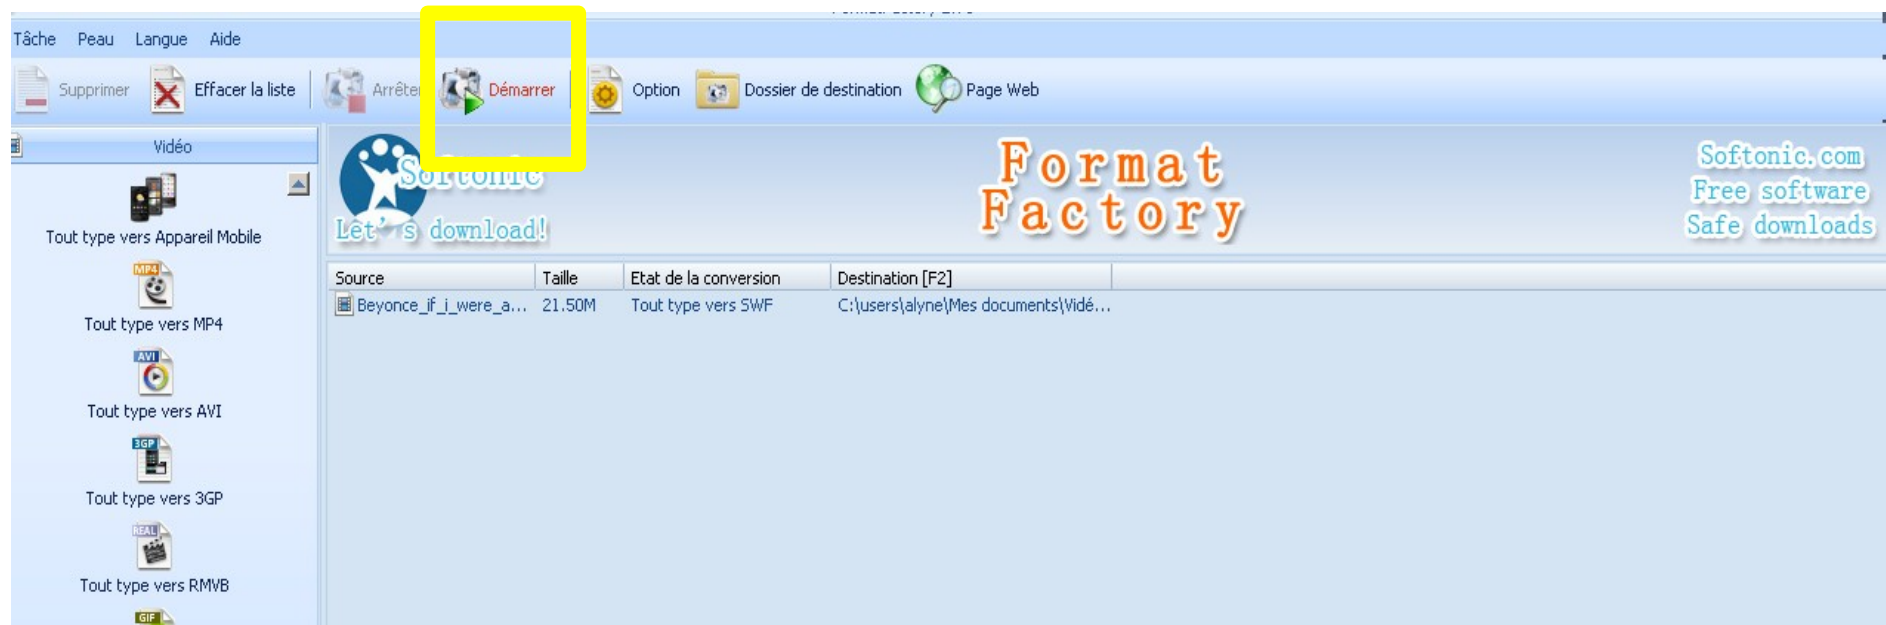 Tâche Peau Langue Aide
Supprimer Effacer la liste Arrêter Démarrer Option Dossier de destination Page Web
Vidéo
Softonic
Let's download!
Format
Factory
Softonic.com
Free software
Safe downloads
Tout type vers Appareil Mobile
MP4
Tout type vers MP4
AVI
Tout type vers AVI
3GP
Tout type vers 3GP
REAL
Tout type vers RMVB
GIF
Source Taille Etat de la conversion Destination [F2]
Beyonce_if_i_were_a... 21.50M Tout type vers SWF C:\users\alyne\Mes documents\Vidé...